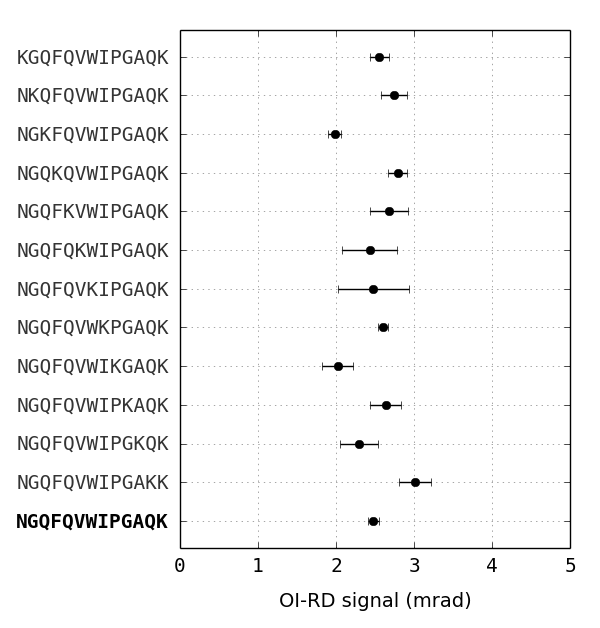 KGQFQVWIPGAQK
NKQFQVWIPGAQK
NGKFQVWIPGAQK
NGQKQVWIPGAQK
NGQFKVWIPGAQK
NGQFQKWIPGAQK
NGQFQVKIPGAQK
NGQFQVWKPGAQK
NGQFQVWIKGAQK
NGQFQVWIPKAQK
NGQFQVWIPGKQK
NGQFQVWIPGAKK
NGQFQVWIPGAQK
0 1 2 3 4 5
OI-RD signal (mrad)